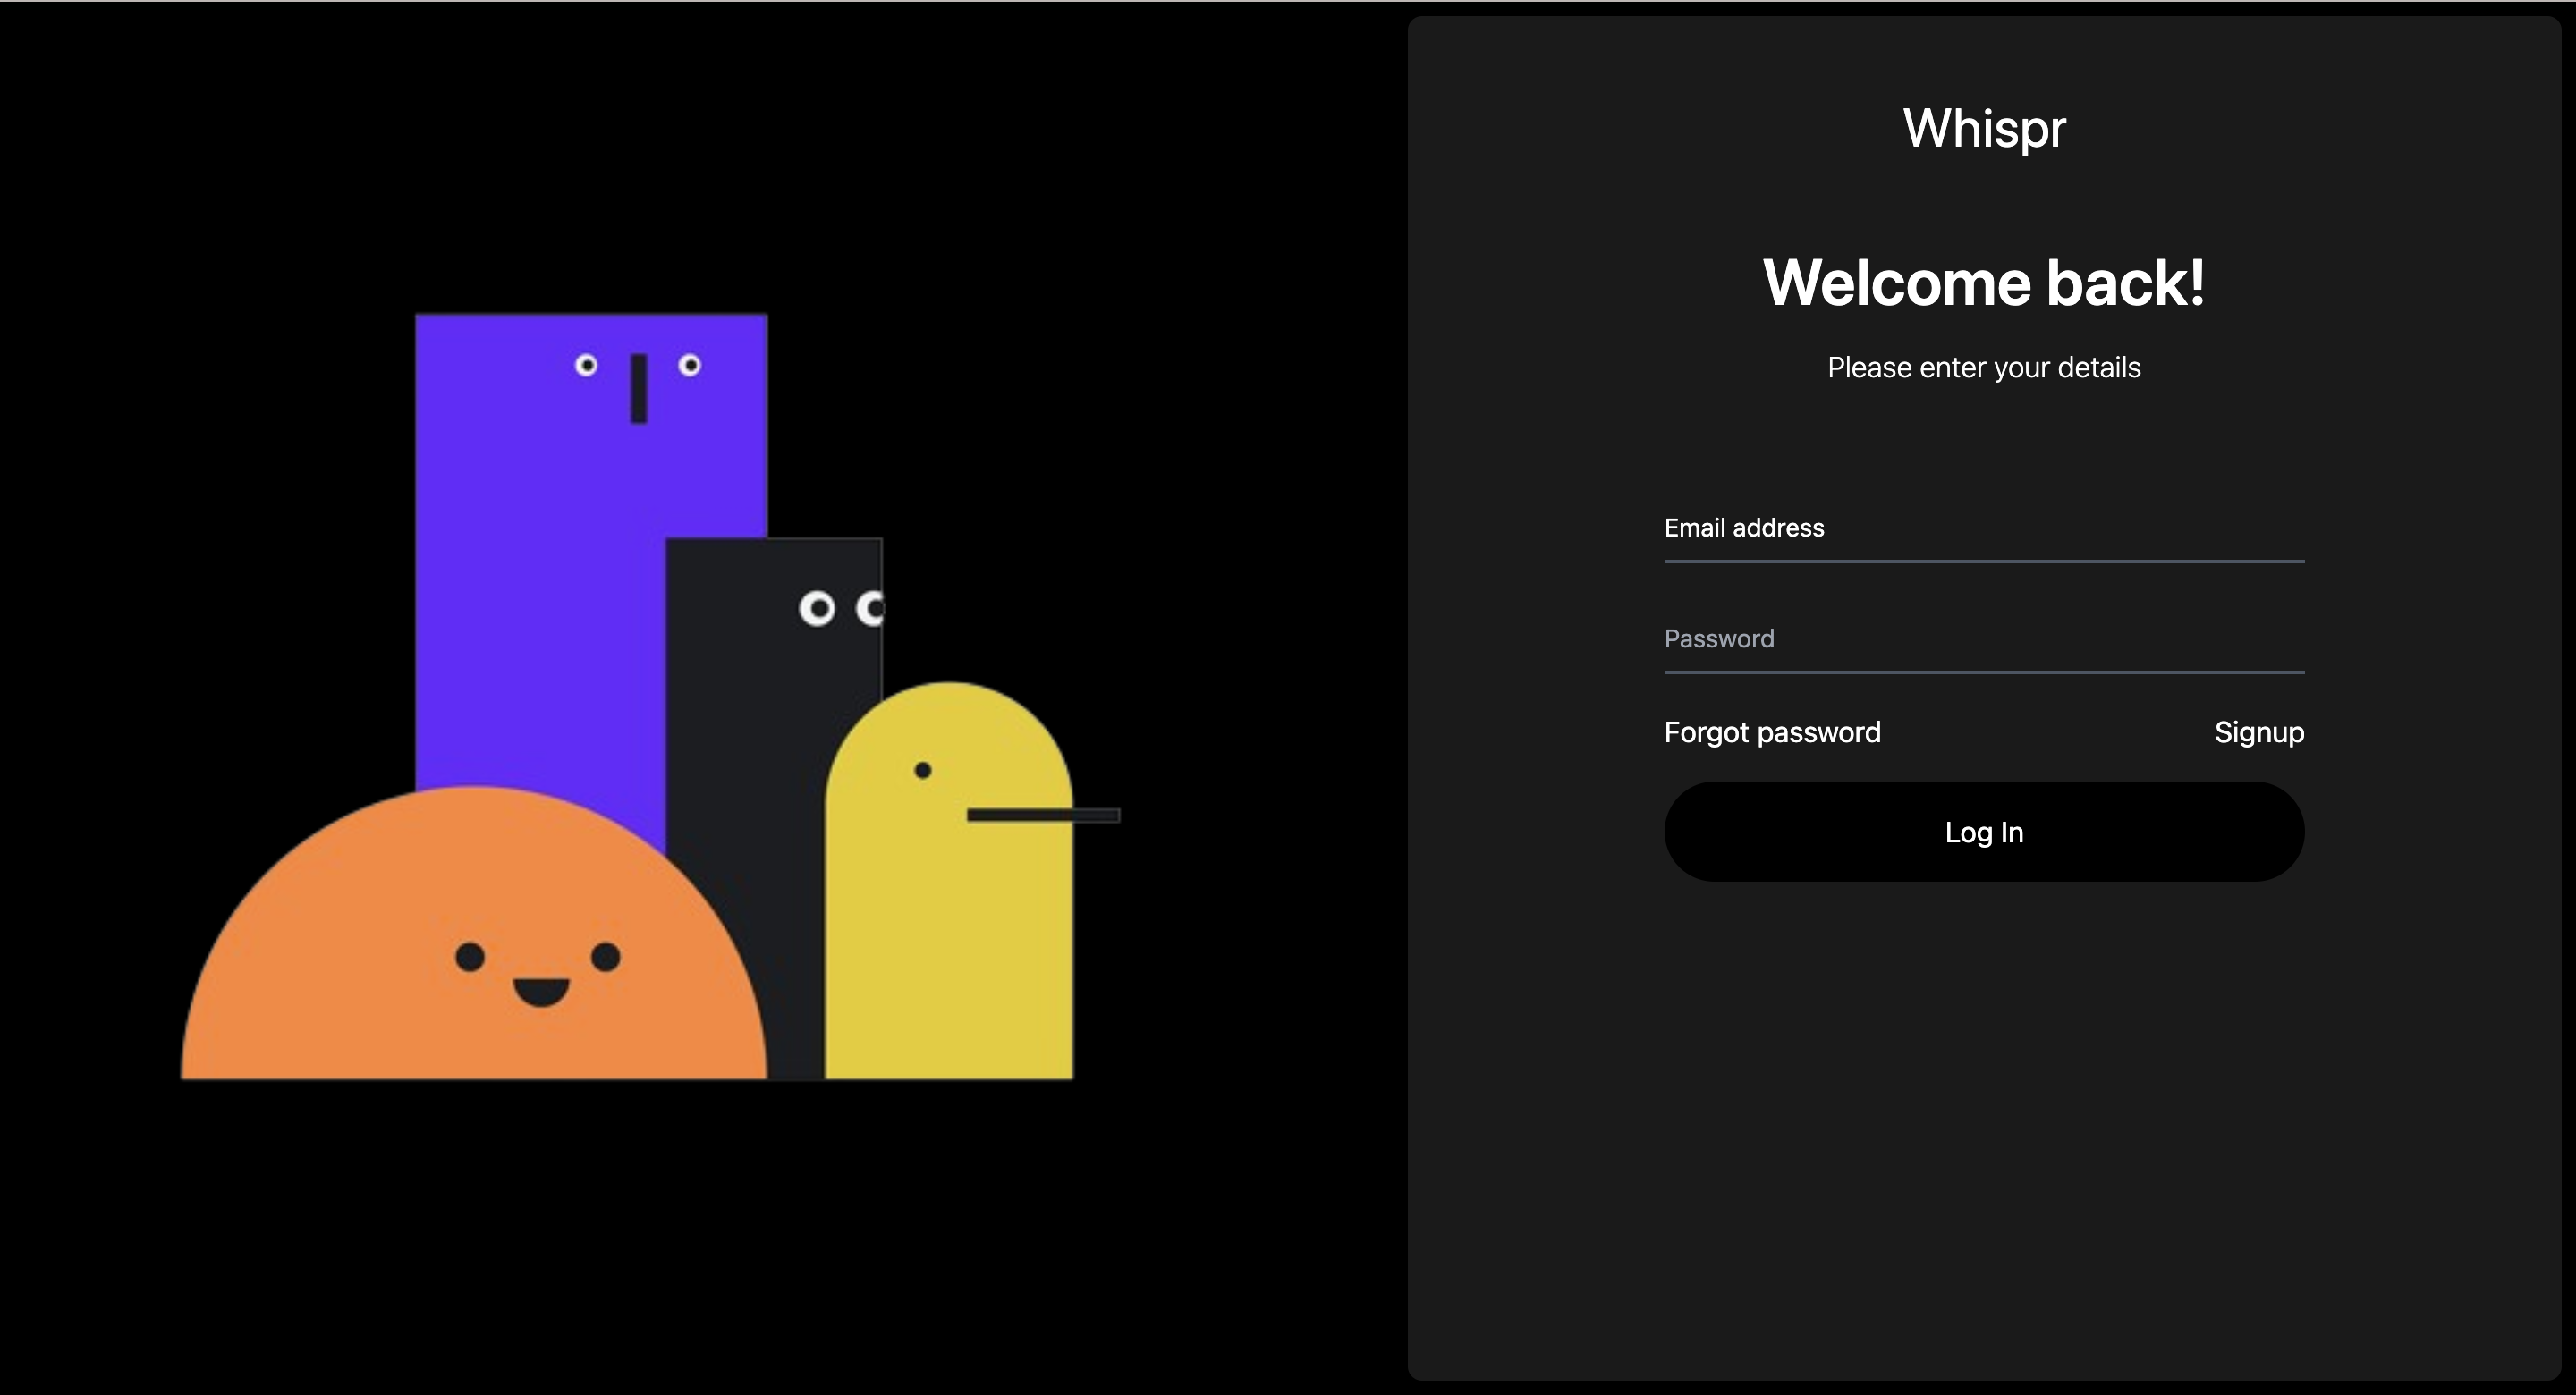 Whispr
Welcome back!
Please enter your details
Email address
Password
Forgot password
Signup
Log In